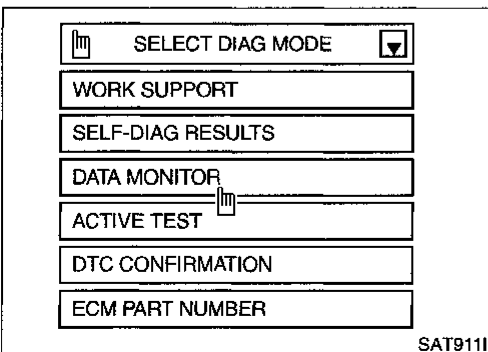 SELECT DIAG MODE
WORK SUPPORT
SELF-DIAG RESULTS
DATA MONITOR
ACTIVE TEST
DTC CONFIRMATION
ECM PART NUMBER
SAT911I